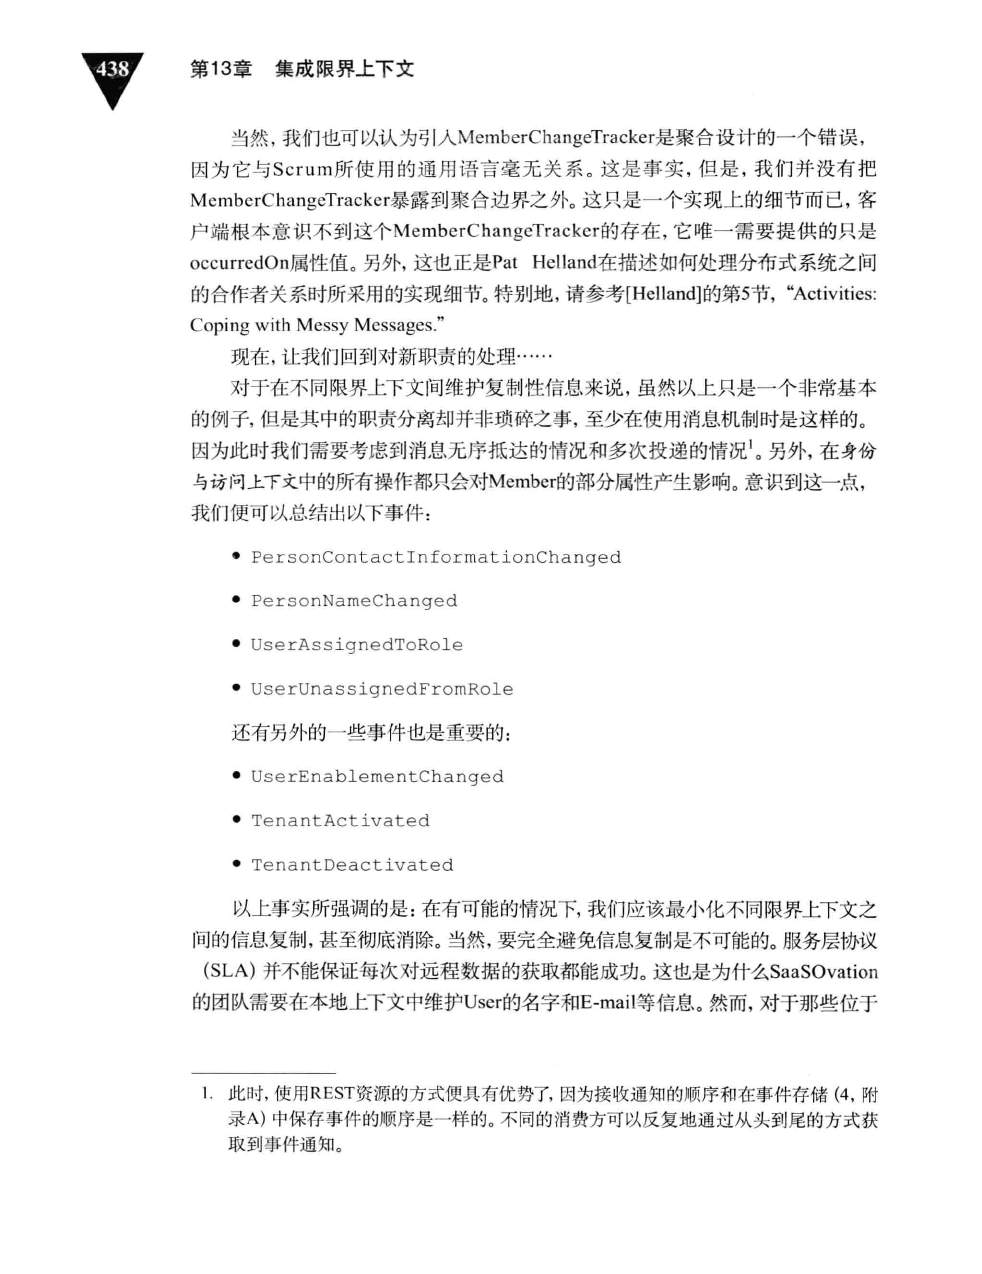 438
第13章 集成限界上下文
当然, 我们也可以认为引入MemberChangeTracker是聚合设计的一个错误,
因为它与Scrum所使用的通用语言毫无关系。这是事实, 但是, 我们并没有把
MemberChangeTracker暴露到聚合边界之外。这只是一个实现上的细节而已, 客
户端根本意识不到这个MemberChangeTracker的存在, 它唯一需要提供的只是
occurredOn属性值。另外, 这也正是Pat Helland在描述如何处理分布式系统之间
的合作者关系时所采用的实现细节。特别地, 请参考[Helland]的第5节, “Activities:
Coping with Messy Messages.”
现在, 让我们回到对新职责的处理……
对于在不同限界上下文间维护复制性信息来说, 虽然以上只是一个非常基本
的例子, 但是其中的职责分离却并非琐碎之事, 至少在使用消息机制时是这样的。
因为此时我们需要考虑到消息无序抵达的情况和多次投递的情况1。另外, 在身份
与访问上下文中的所有操作都只会对Member的部分属性产生影响。意识到这一点,
我们便可以总结出以下事件:
• PersonContactInformationChanged
• PersonNameChanged
• UserAssignedToRole
• UserUnassignedFromRole
还有另外的一些事件也是重要的:
• UserEnablementChanged
• TenantActivated
• TenantDeactivated
以上事实所强调的是: 在有可能的情况下, 我们应该最小化不同限界上下文之
间的信息复制, 甚至彻底消除。当然, 要完全避免信息复制是不可能的。服务层协议
(SLA) 并不能保证每次对远程数据的获取都能成功。这也是为什么SaaSOvation
的团队需要在本地上下文中维护User的名字和E-mail等信息。然而, 对于那些位于
1. 此时, 使用REST资源的方式便具有优势了, 因为接收通知的顺序和在事件存储 (4, 附
录A) 中保存事件的顺序是一样的。不同的消费方可以反复地通过从头到尾的方式获
取到事件通知。